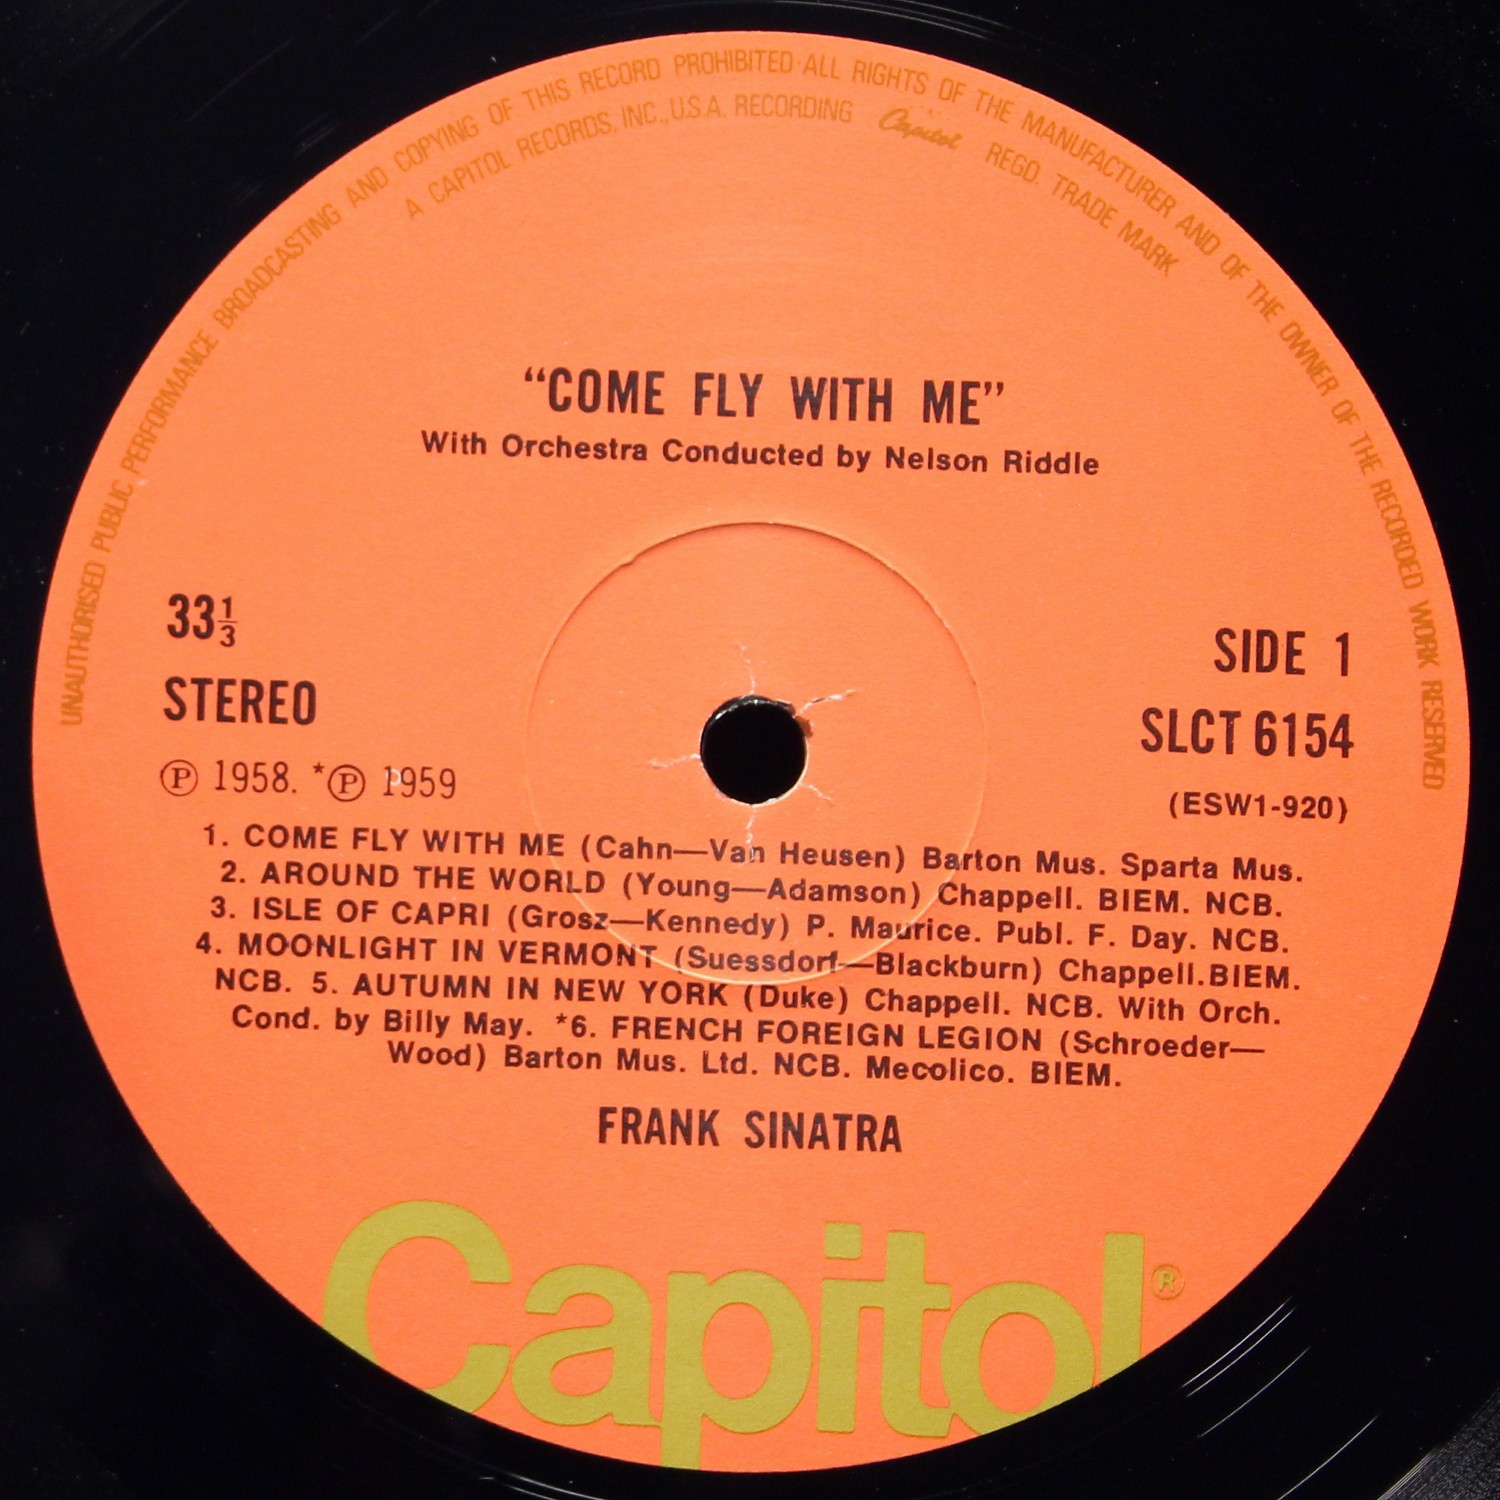 UNAUTHORISED PUBLIC PERFORMANCE BROADCASTING AND COPYING OF THIS RECORD PROHIBITED·ALL RIGHTS OF THE MANUFACTURER AND OF THE OWNER OF THE RECORDED WORK RESERVED
A CAPITOL RECORDS, INC., U.S.A. RECORDING Capitol REGD. TRADE MARK
“COME FLY WITH ME”
With Orchestra Conducted by Nelson Riddle
33⅓
SIDE 1
STEREO
SLCT 6154
Ⓟ 1958. *Ⓟ 1959
(ESW1-920)
1. COME FLY WITH ME (Cahn—Van Heusen) Barton Mus. Sparta Mus.
2. AROUND THE WORLD (Young—Adamson) Chappell. BIEM. NCB.
3. ISLE OF CAPRI (Grosz—Kennedy) P. Maurice. Publ. F. Day. NCB.
4. MOONLIGHT IN VERMONT (Suessdorf—Blackburn) Chappell.BIEM.
NCB. 5. AUTUMN IN NEW YORK (Duke) Chappell. NCB. With Orch.
Cond. by Billy May. *6. FRENCH FOREIGN LEGION (Schroeder—
Wood) Barton Mus. Ltd. NCB. Mecolico. BIEM.
FRANK SINATRA
Capitol®